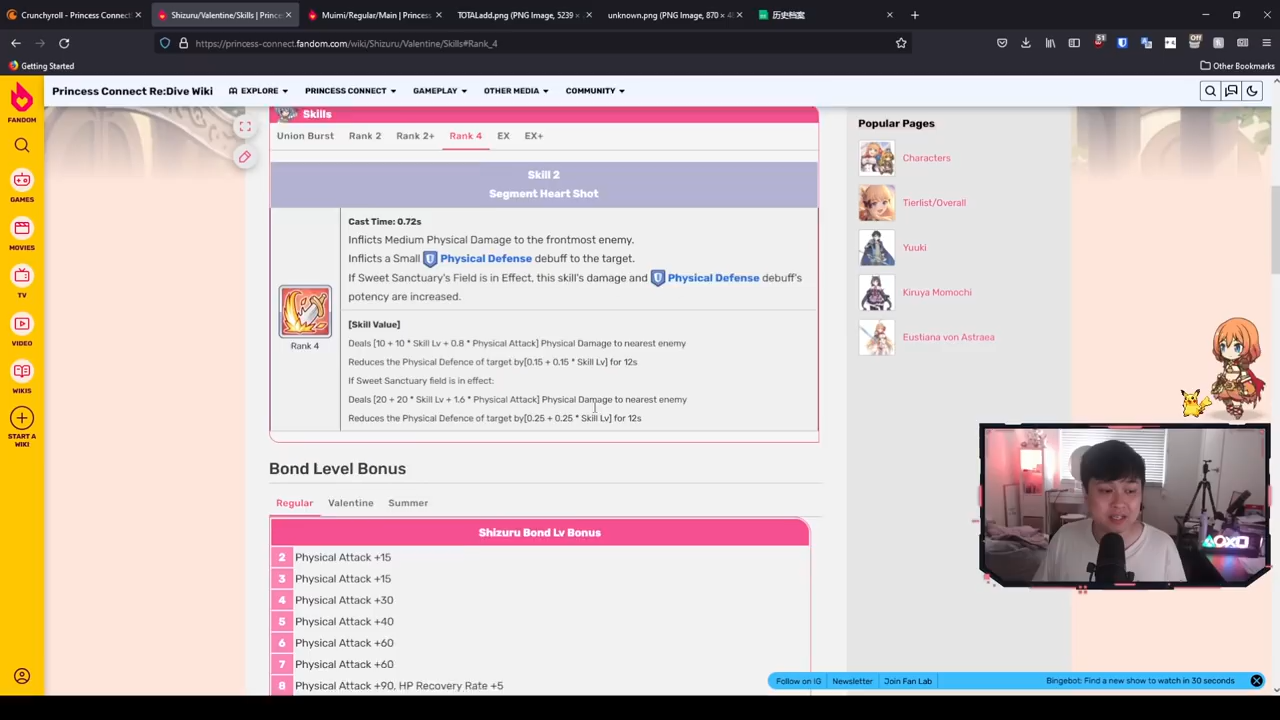 Crunchyroll - Princess Connect
Shizuru/Valentine/Skills | Princ
Muimi/Regular/Main | Princess
TOTALadd.png (PNG Image, 5239
unknown.png (PNG Image, 870
历史档案
https://princess-connect.fandom.com/wiki/Shizuru/Valentine/Skills#Rank_4
51
Off
Getting Started
Other Bookmarks
FANDOM
Princess Connect Re:Dive Wiki
EXPLORE
PRINCESS CONNECT
GAMEPLAY
OTHER MEDIA
COMMUNITY
GAMES
MOVIES
TV
VIDEO
WIKIS
START A
WIKI
Skills
Union Burst
Rank 2
Rank 2+
Rank 4
EX
EX+
Skill 2
Segment Heart Shot
Rank 4
Cast Time: 0.72s
Inflicts Medium Physical Damage to the frontmost enemy.
Inflicts a Small Physical Defense debuff to the target.
If Sweet Sanctuary's Field is in Effect, this skill's damage and Physical Defense debuff's
potency are increased.
[Skill Value]
Deals [10 + 10 * Skill Lv + 0.8 * Physical Attack] Physical Damage to nearest enemy
Reduces the Physical Defence of target by[0.15 + 0.15 * Skill Lv] for 12s
If Sweet Sanctuary field is in effect:
Deals [20 + 20 * Skill Lv + 1.6 * Physical Attack] Physical Damage to nearest enemy
Reduces the Physical Defence of target by[0.25 + 0.25 * Skill Lv] for 12s
Popular Pages
Characters
Tierlist/Overall
Yuuki
Kiruya Momochi
Eustiana von Astraea
Bond Level Bonus
Regular
Valentine
Summer
Shizuru Bond Lv Bonus
2 Physical Attack +15
3 Physical Attack +15
4 Physical Attack +30
5 Physical Attack +40
6 Physical Attack +60
7 Physical Attack +60
8 Physical Attack +90, HP Recovery Rate +5
Follow on IG
Newsletter
Join Fan Lab
Bingebot: Find a new show to watch in 30 seconds